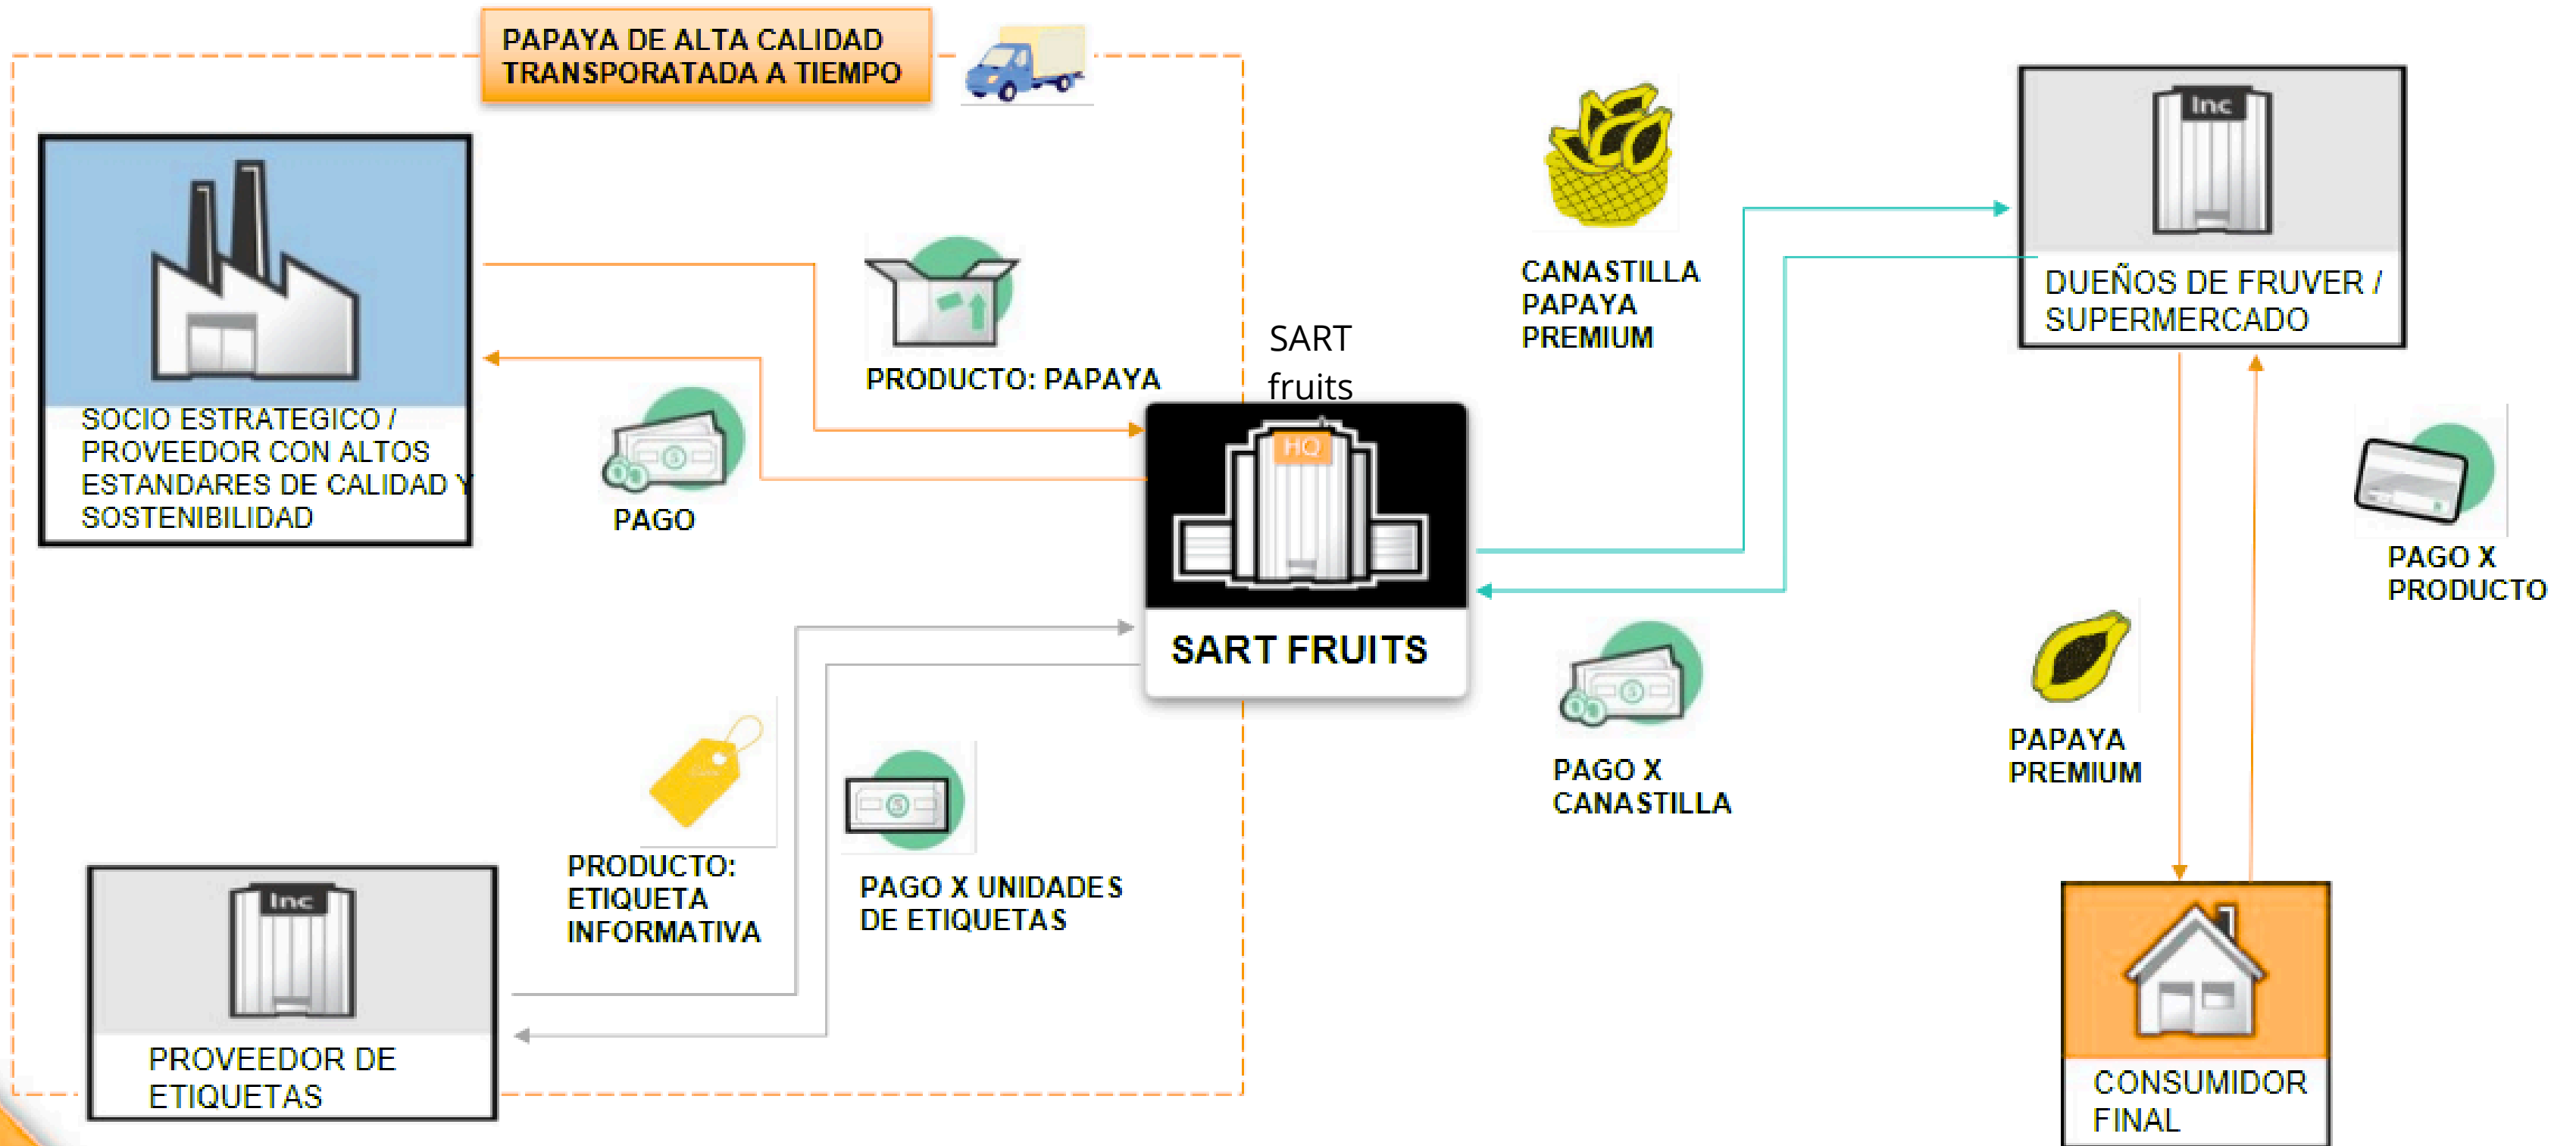 PAPAYA DE ALTA CALIDAD
TRANSPORATADA A TIEMPO
Inc
DUEÑOS DE FRUVER /
SUPERMERCADO
CANASTILLA
PAPAYA
PREMIUM
SART
fruits
PRODUCTO: PAPAYA
SOCIO ESTRATEGICO /
PROVEEDOR CON ALTOS
ESTANDARES DE CALIDAD Y
SOSTENIBILIDAD
PAGO
HQ
SART FRUITS
PAGO X
PRODUCTO
PAPAYA
PREMIUM
PAGO X
CANASTILLA
PRODUCTO:
ETIQUETA
INFORMATIVA
PAGO X UNIDADES
DE ETIQUETAS
Inc
PROVEEDOR DE
ETIQUETAS
CONSUMIDOR
FINAL